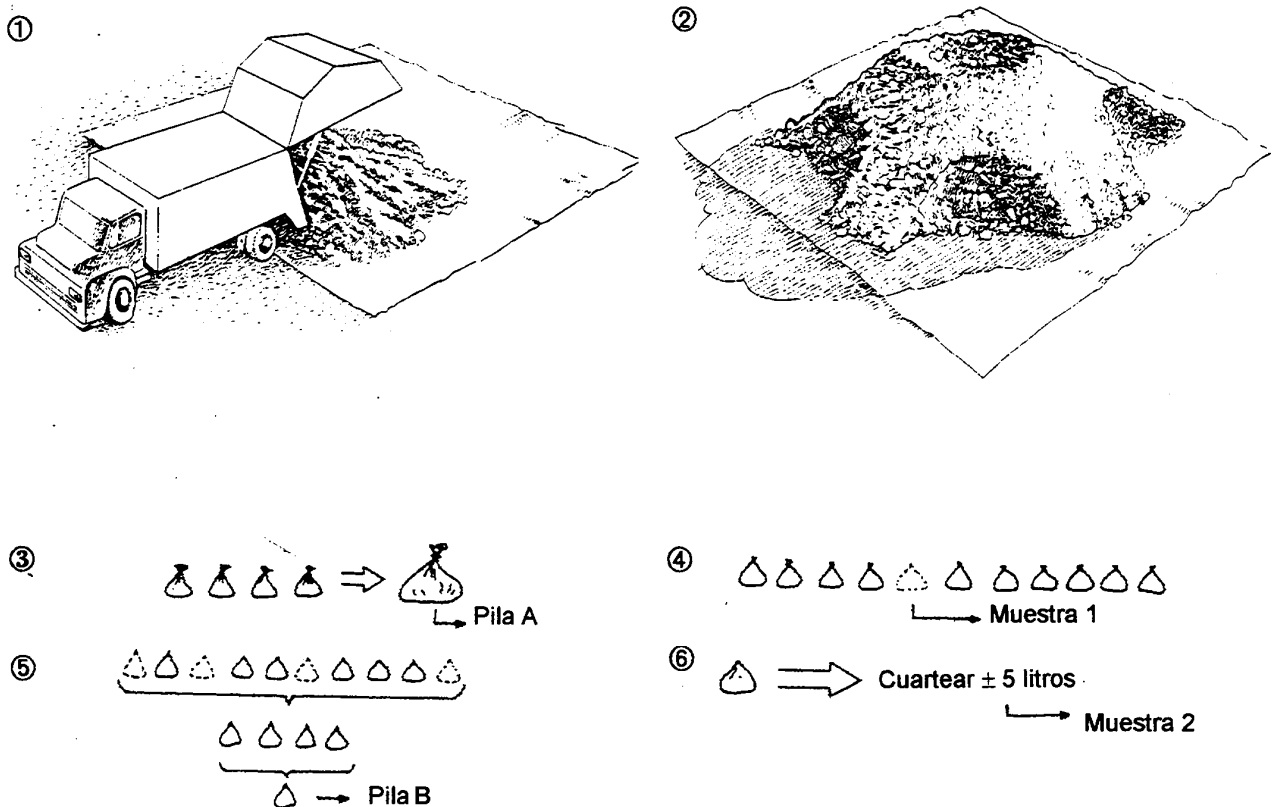 ①
②
③
Pila A
④
Muestra 1
⑤
Pila B
⑥
Cuartear ± 5 litros
Muestra 2